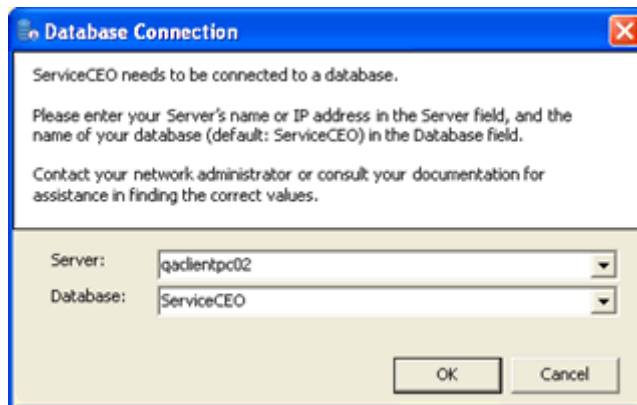 Database Connection
ServiceCEO needs to be connected to a database.
Please enter your Server's name or IP address in the Server field, and the
name of your database (default: ServiceCEO) in the Database field.
Contact your network administrator or consult your documentation for
assistance in finding the correct values.
Server: qaclientpc02
Database: ServiceCEO
OK Cancel